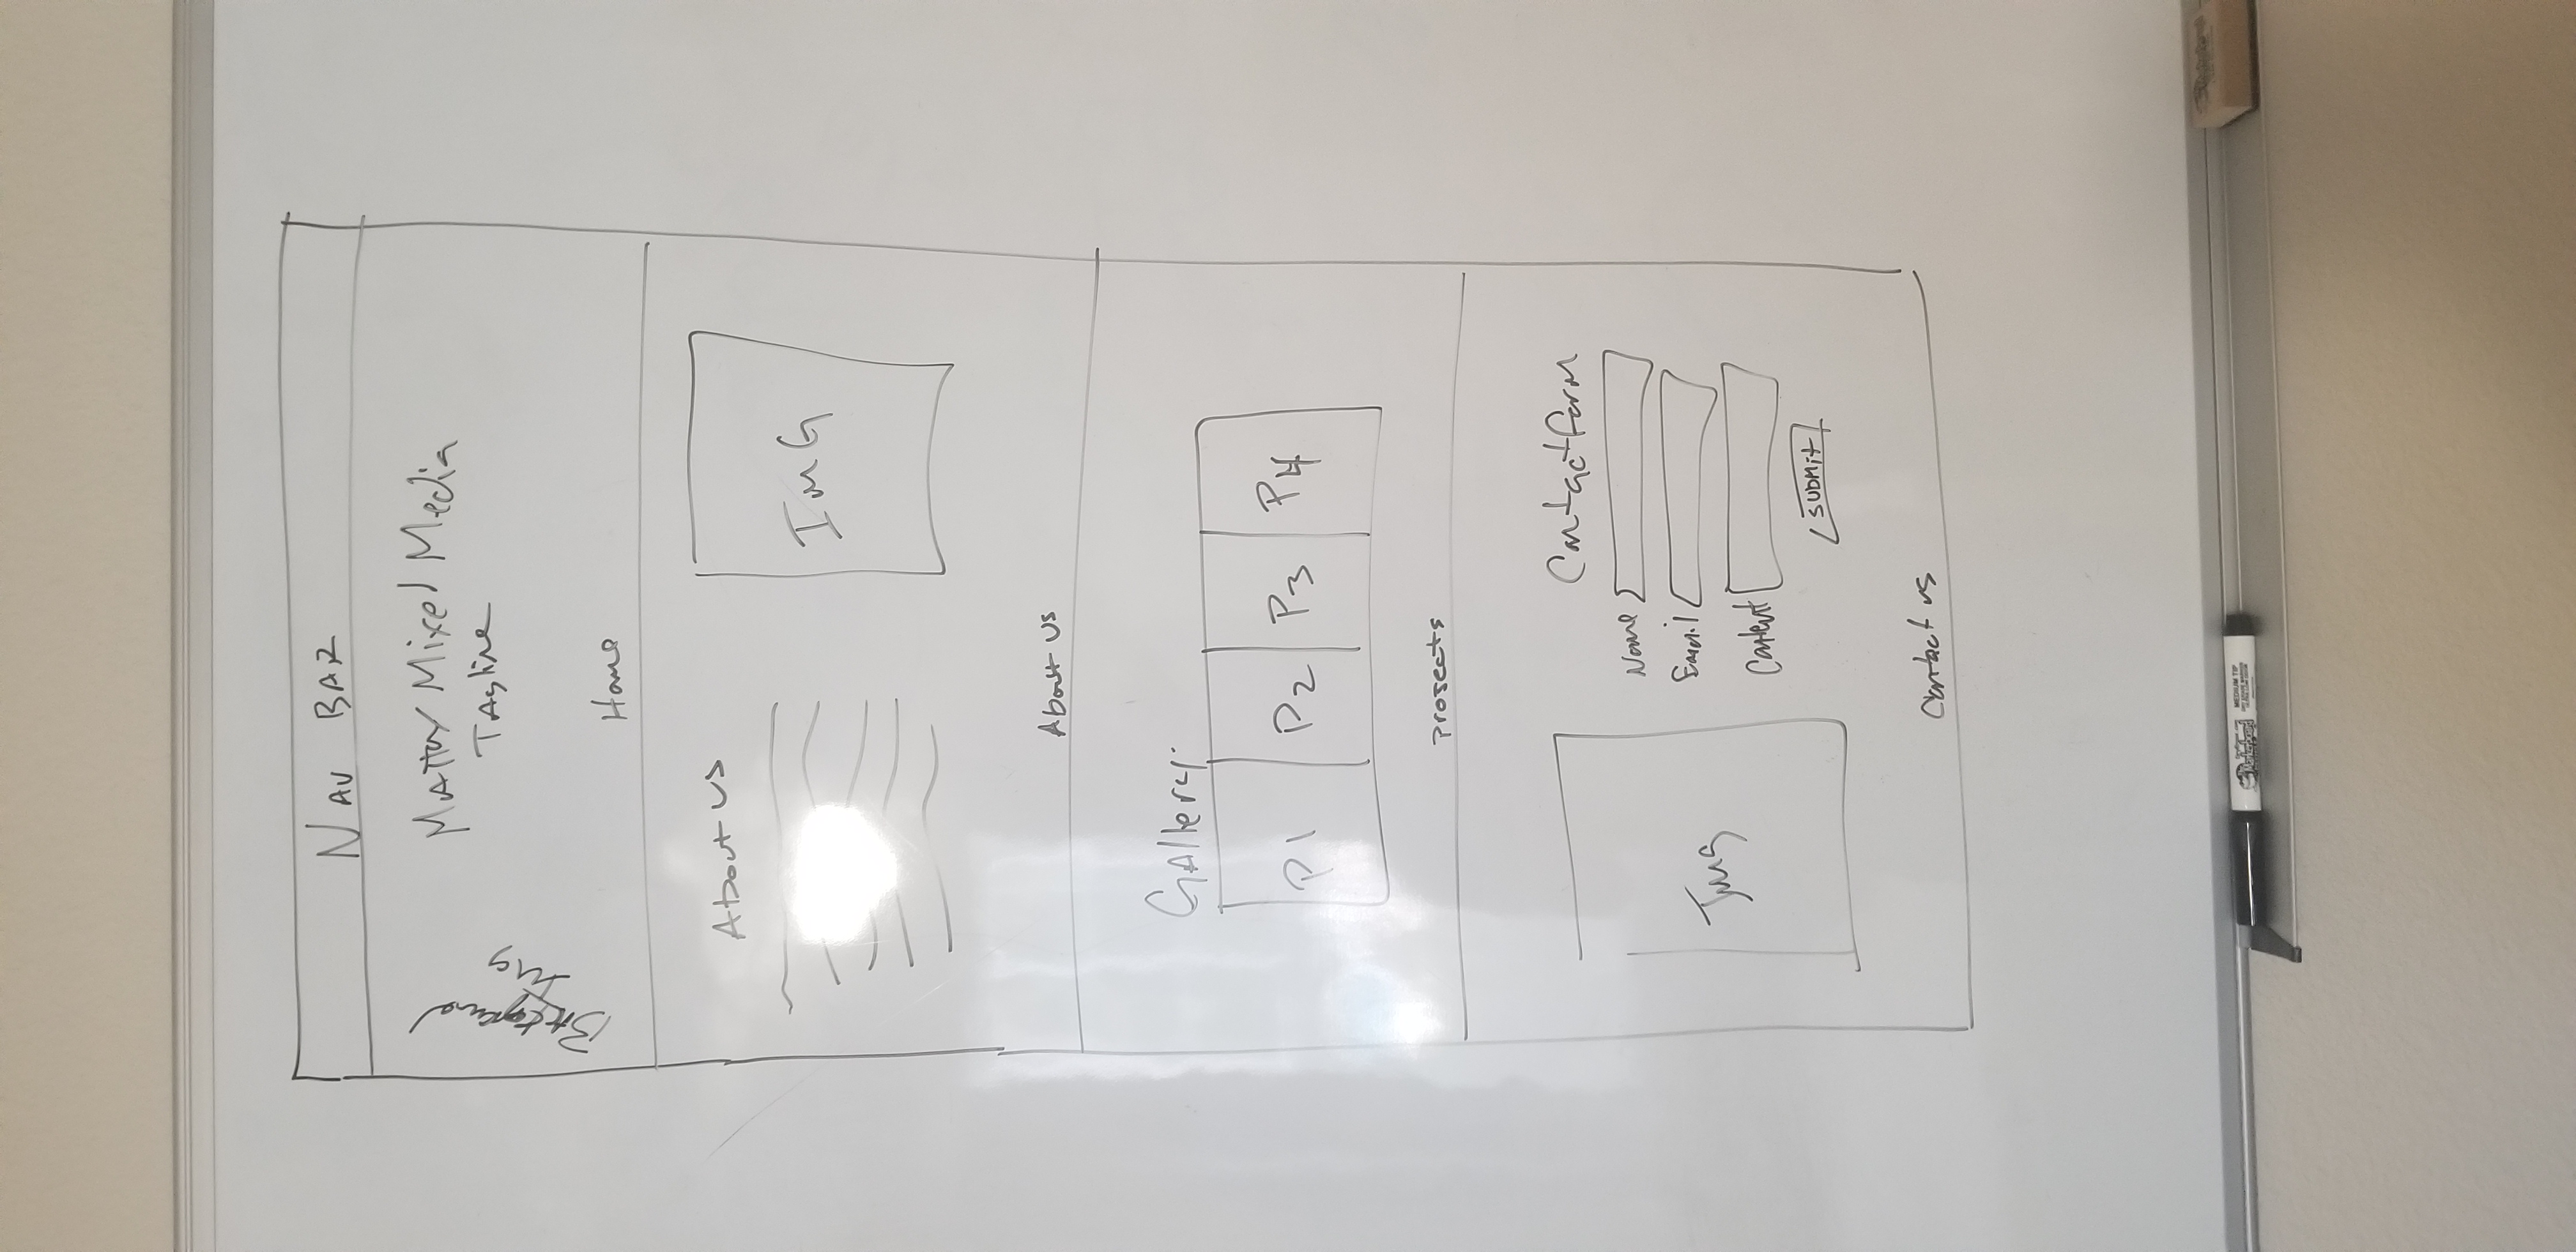 Nav BAR
Mixed Media
Tagline
Background
Img
Home
About us
ImG
About us
GAllery
P1 P2 P3 P4
Projects
Contact form
Name
Img
Email
Content
SUBMit
Contact us
MEDIUM TIP